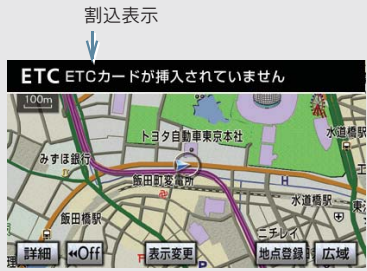 割込表示
ETC ETCカードが挿入されていません
100m
トヨタ自動車東京本社
水道橋
みずほ銀行
飯田町変電所
H
水道橋駅
飯田橋駅
ニチレイ
詳細
◀◀Off
表示変更
地点登録
広域